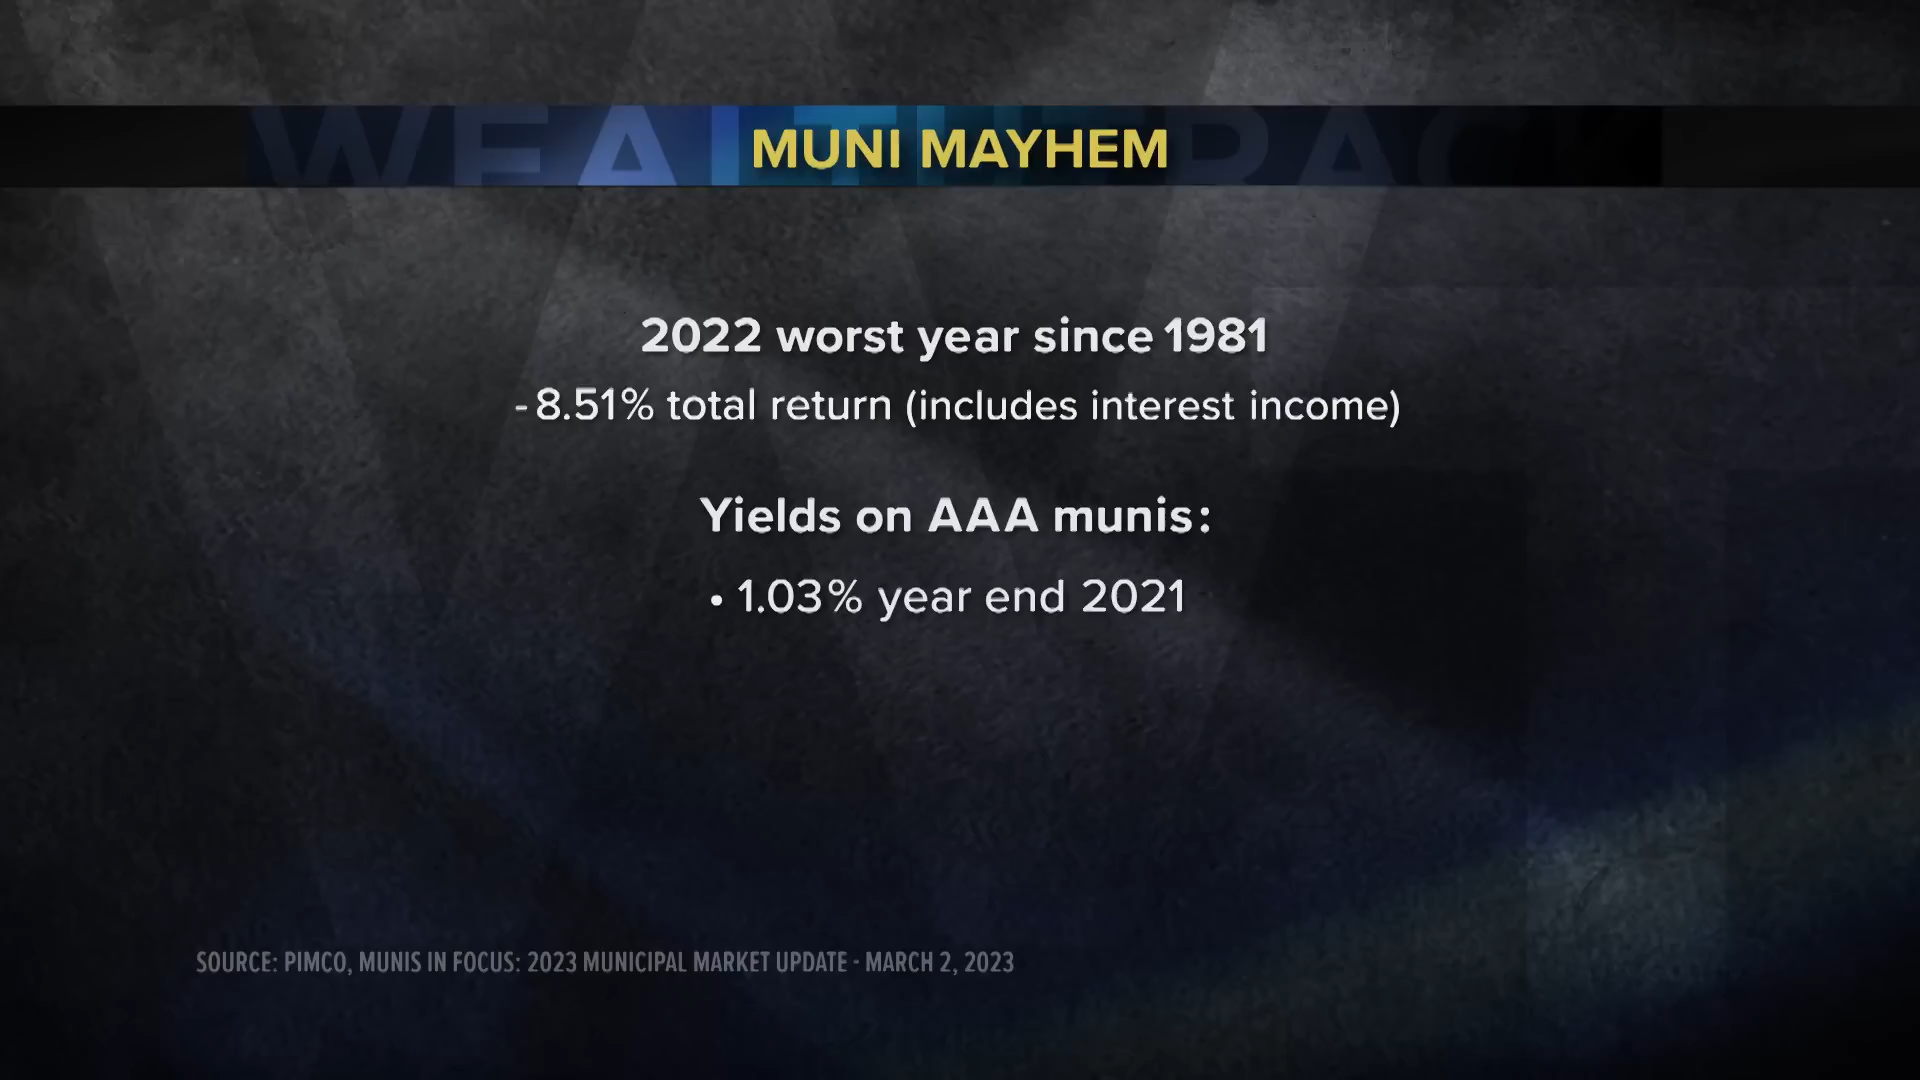 WEALTHTRAC
MUNI MAYHEM
2022 worst year since 1981
- 8.51% total return (includes interest income)
Yields on AAA munis:
• 1.03% year end 2021
SOURCE: PIMCO, MUNIS IN FOCUS: 2023 MUNICIPAL MARKET UPDATE - MARCH 2, 2023